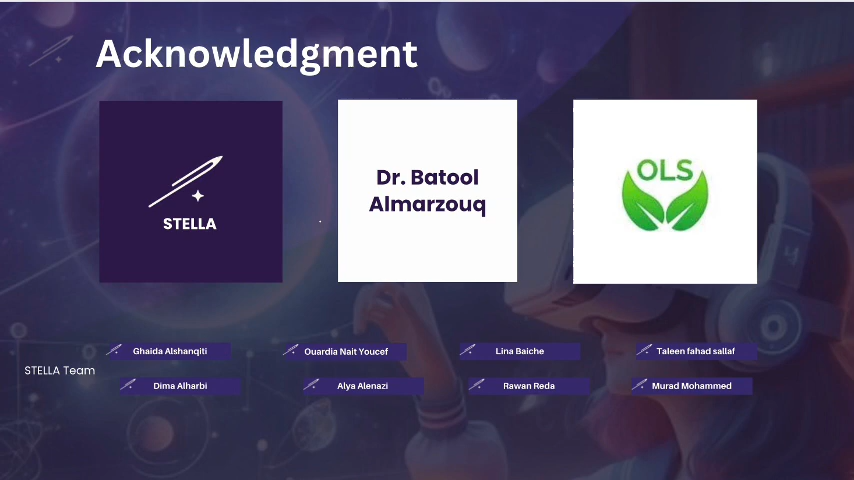 Acknowledgment
STELLA
Dr. Batool
Almarzouq
OLS
STELLA Team
Ghaida Alshanqiti
Ouardia Nait Youcef
Lina Baiche
Taleen fahad sallaf
Dima Alharbi
Alya Alenazi
Rawan Reda
Murad Mohammed